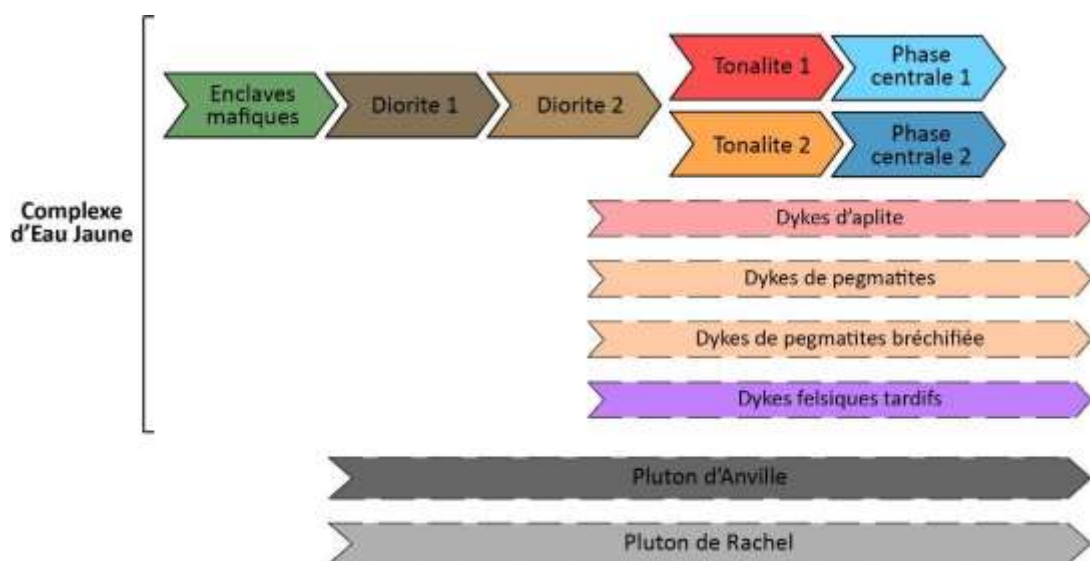 Complexe
d'Eau Jaune
Enclaves
mafiques
Diorite 1
Diorite 2
Tonalite 1
Phase
centrale 1
Tonalite 2
Phase
centrale 2
Dykes d'aplite
Dykes de pegmatites
Dykes de pegmatites bréchifiée
Dykes felsiques tardifs
Pluton d'Anville
Pluton de Rachel